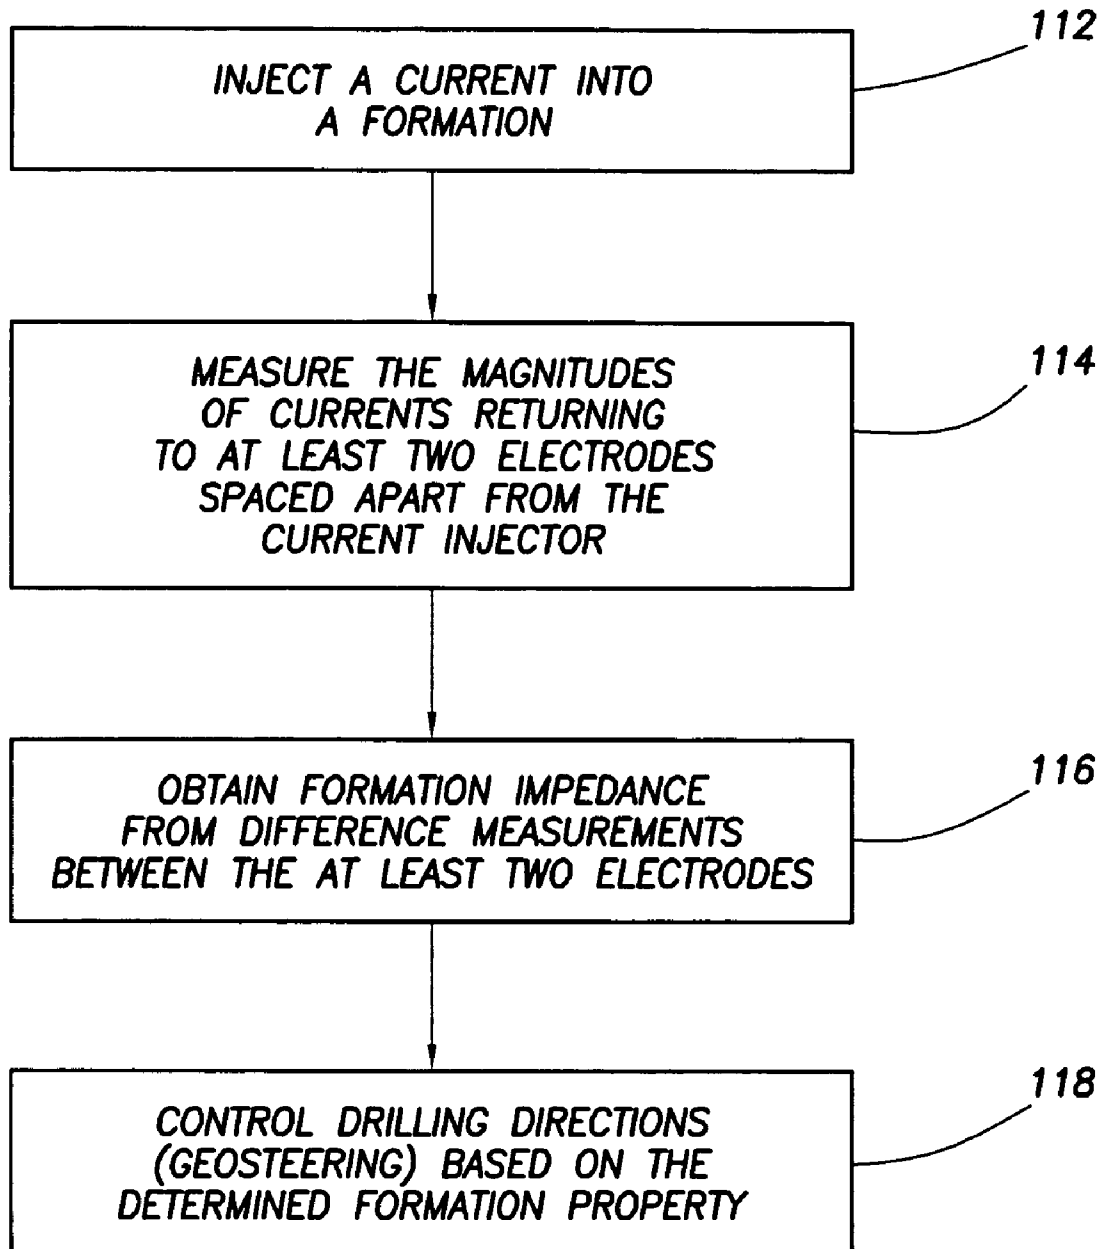 112
INJECT A CURRENT INTO
A FORMATION
114
MEASURE THE MAGNITUDES
OF CURRENTS RETURNING
TO AT LEAST TWO ELECTRODES
SPACED APART FROM THE
CURRENT INJECTOR
116
OBTAIN FORMATION IMPEDANCE
FROM DIFFERENCE MEASUREMENTS
BETWEEN THE AT LEAST TWO ELECTRODES
118
CONTROL DRILLING DIRECTIONS
(GEOSTEERING) BASED ON THE
DETERMINED FORMATION PROPERTY